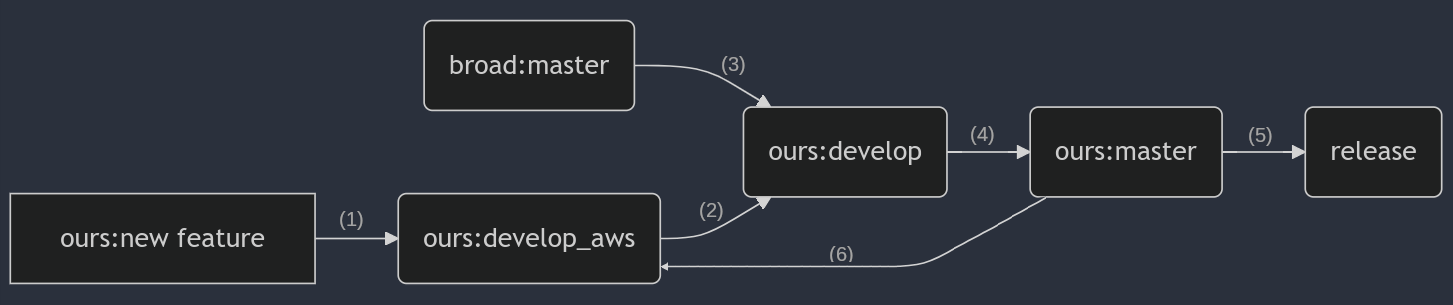 broad:master
(3)
ours:develop
(4)
ours:master
(5)
release
ours:new feature
(1)
ours:develop_aws
(2)
(6)